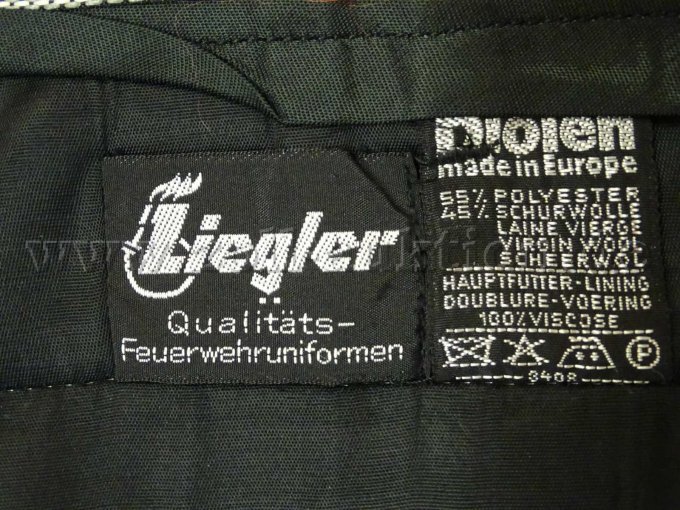 Ziegler
Qualitäts-
Feuerwehruniformen
Diolen
made in Europe
55% POLYESTER
45% SCHURWOLLE
LAINE VIERGE
VIRGIN WOOL
SCHEERWOL
HAUPTFUTTER-LINING
DOUBLURE-VOERING
100% VISCOSE
P
8408